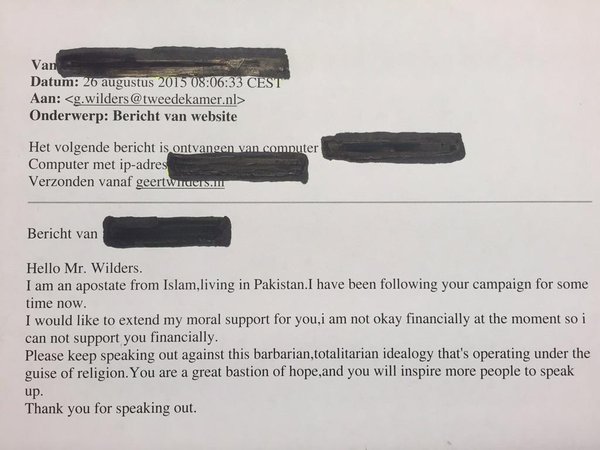 Van
Datum: 26 augustus 2015 08:06:33 CEST
Aan: <g.wilders@tweedekamer.nl>
Onderwerp: Bericht van website
Het volgende bericht is ontvangen van computer
Computer met ip-adres
Verzonden vanaf geertwilders.nl
Bericht van
Hello Mr. Wilders.
I am an apostate from Islam,living in Pakistan.I have been following your campaign for some
time now.
I would like to extend my moral support for you,i am not okay financially at the moment so i
can not support you financially.
Please keep speaking out against this barbarian,totalitarian idealogy that's operating under the
guise of religion.You are a great bastion of hope,and you will inspire more people to speak
up.
Thank you for speaking out.